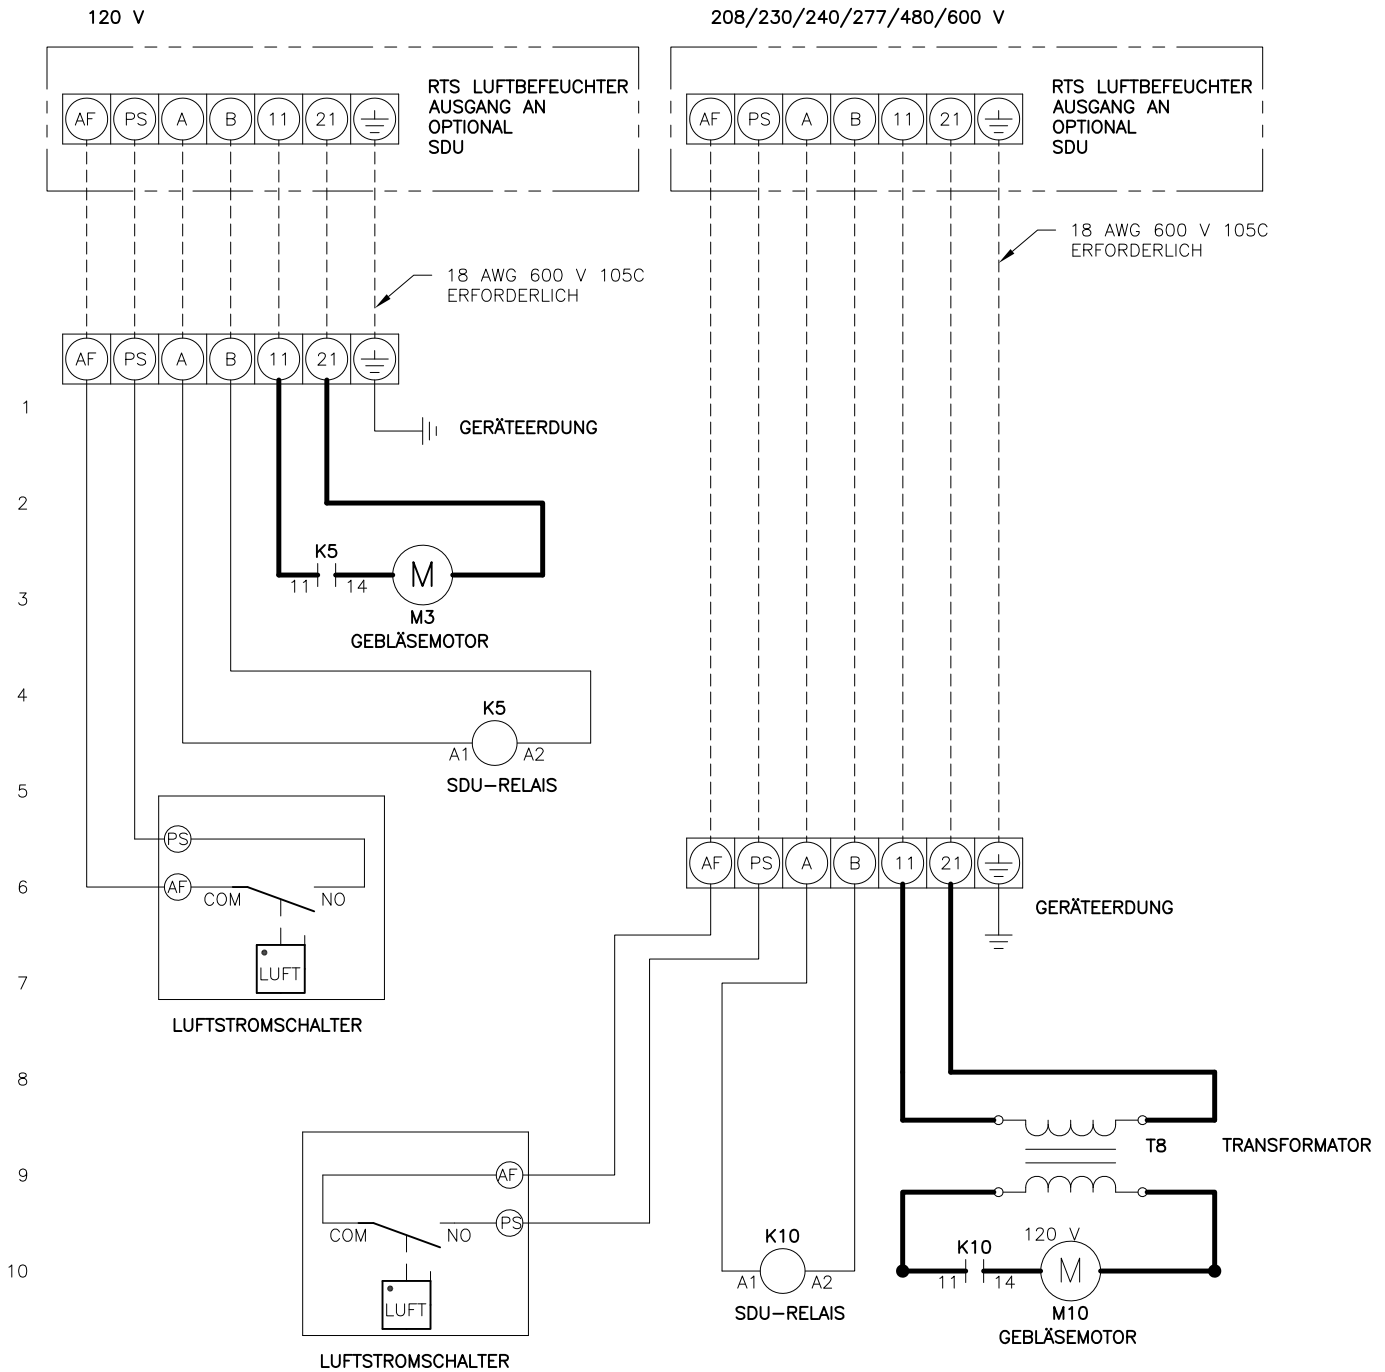 120 V
208/230/240/277/480/600 V
RTS LUFTBEFEUCHTER
AUSGANG AN
OPTIONAL
SDU
AF PS A B 11 21
RTS LUFTBEFEUCHTER
AUSGANG AN
OPTIONAL
SDU
AF PS A B 11 21
18 AWG 600 V 105C
ERFORDERLICH
18 AWG 600 V 105C
ERFORDERLICH
AF PS A B 11 21
1
GERÄTEERDUNG
2
K5
11 14
M
3
M3
GEBLÄSEMOTOR
4
K5
A1 A2
SDU-RELAIS
5
PS
AF
6
COM NO
LUFT
7
LUFTSTROMSCHALTER
AF PS A B 11 21
GERÄTEERDUNG
8
T8 TRANSFORMATOR
9
AF
PS
COM NO
LUFT
LUFTSTROMSCHALTER
10
K10
A1 A2
SDU-RELAIS
120 V
K10
11 14
M
M10
GEBLÄSEMOTOR